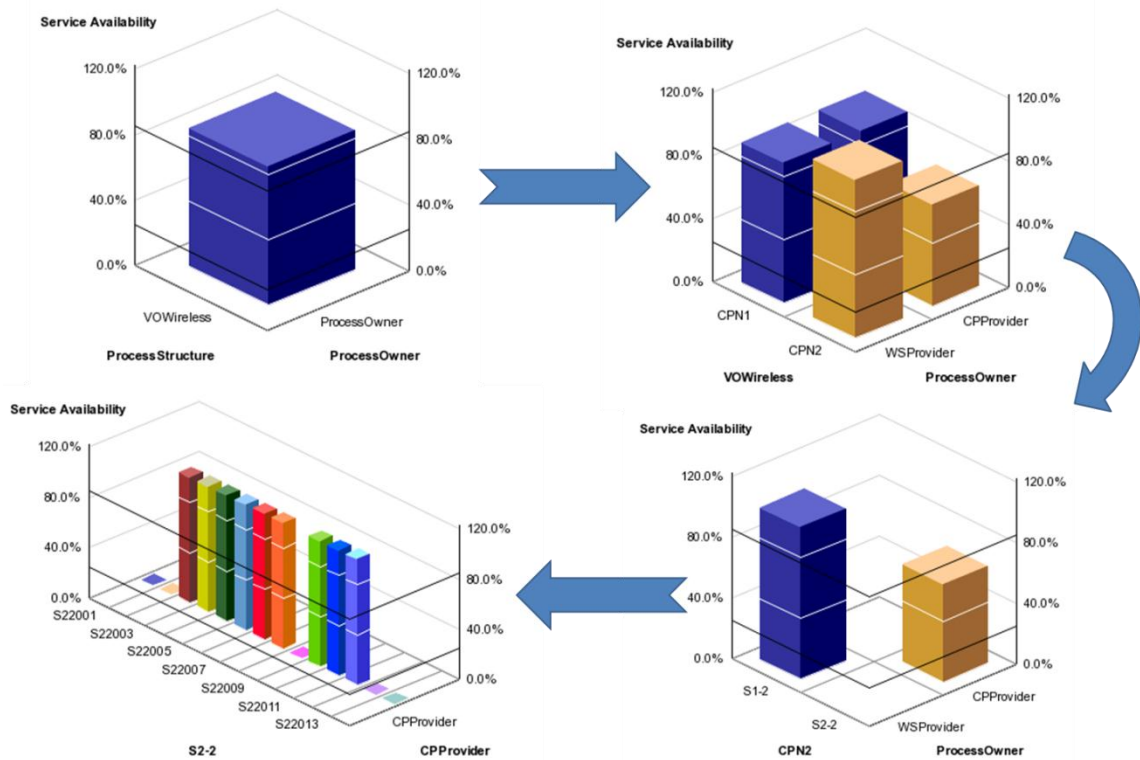 Service Availability
120.0%
80.0%
40.0%
0.0%
120.0%
80.0%
40.0%
0.0%
VOWireless
ProcessOwner
ProcessStructure
ProcessOwner
Service Availability
120.0%
80.0%
40.0%
0.0%
120.0%
80.0%
40.0%
0.0%
CPN1
CPN2
WSProvider
CPProvider
VOWireless
ProcessOwner
Service Availability
120.0%
80.0%
40.0%
0.0%
120.0%
80.0%
40.0%
0.0%
S22001
S22003
S22005
S22007
S22009
S22011
S22013
CPProvider
S2-2
CPProvider
Service Availability
120.0%
80.0%
40.0%
0.0%
120.0%
80.0%
40.0%
0.0%
S1-2
S2-2
WSProvider
CPProvider
CPN2
ProcessOwner